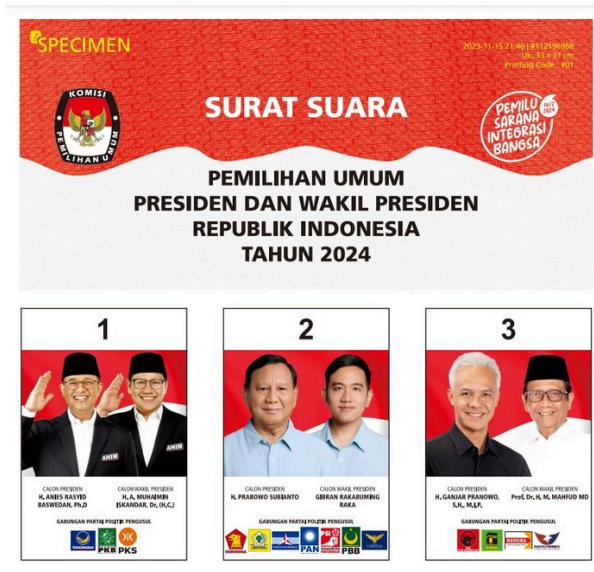 SPECIMEN
2023-11-15 21:46 | #112196968
Uk. 33 x 31 cm
Printing Code : #01
KOMISI
PEMILIHAN UMUM
SURAT SUARA
PEMILU
SARANA
INTEGRASI
BANGSA
PEMILIHAN UMUM
PRESIDEN DAN WAKIL PRESIDEN
REPUBLIK INDONESIA
TAHUN 2024
1
AMIN
AMIN
CALON PRESIDEN
H. ANIES RASYID
BASWEDAN, Ph,D
CALON WAKIL PRESIDEN
H, A, MUHAIMIN
ISKANDAR, Dr, (H,C,)
GABUNGAN PARTAI POLITIK PENGUSUL
PKB
PKS
2
CALON PRESIDEN
H. PRABOWO SUBIANTO
CALON WAKIL PRESIDEN
GIBRAN RAKABUMING
RAKA
GABUNGAN PARTAI POLITIK PENGUSUL
GERINDRA
PAN
PSI
PBB
3
CALON PRESIDEN
H. GANJAR PRANOWO,
S,H,, M,I,P,
CALON WAKIL PRESIDEN
Prof. Dr. H, M, MAHFUD MD
GABUNGAN PARTAI POLITIK PENGUSUL
HANURA